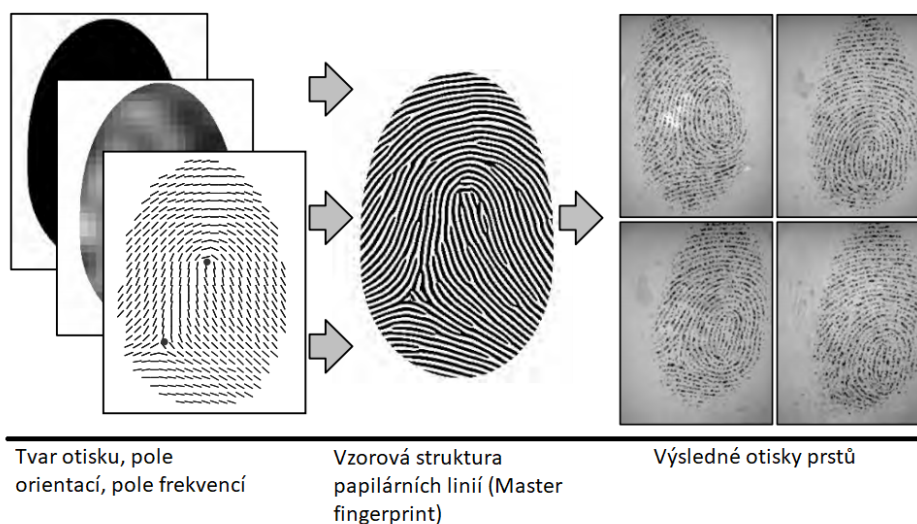 Tvar otisku, pole
orientací, pole frekvencí
Vzorová struktura
papilárních linií (Master
fingerprint)
Výsledné otisky prstů